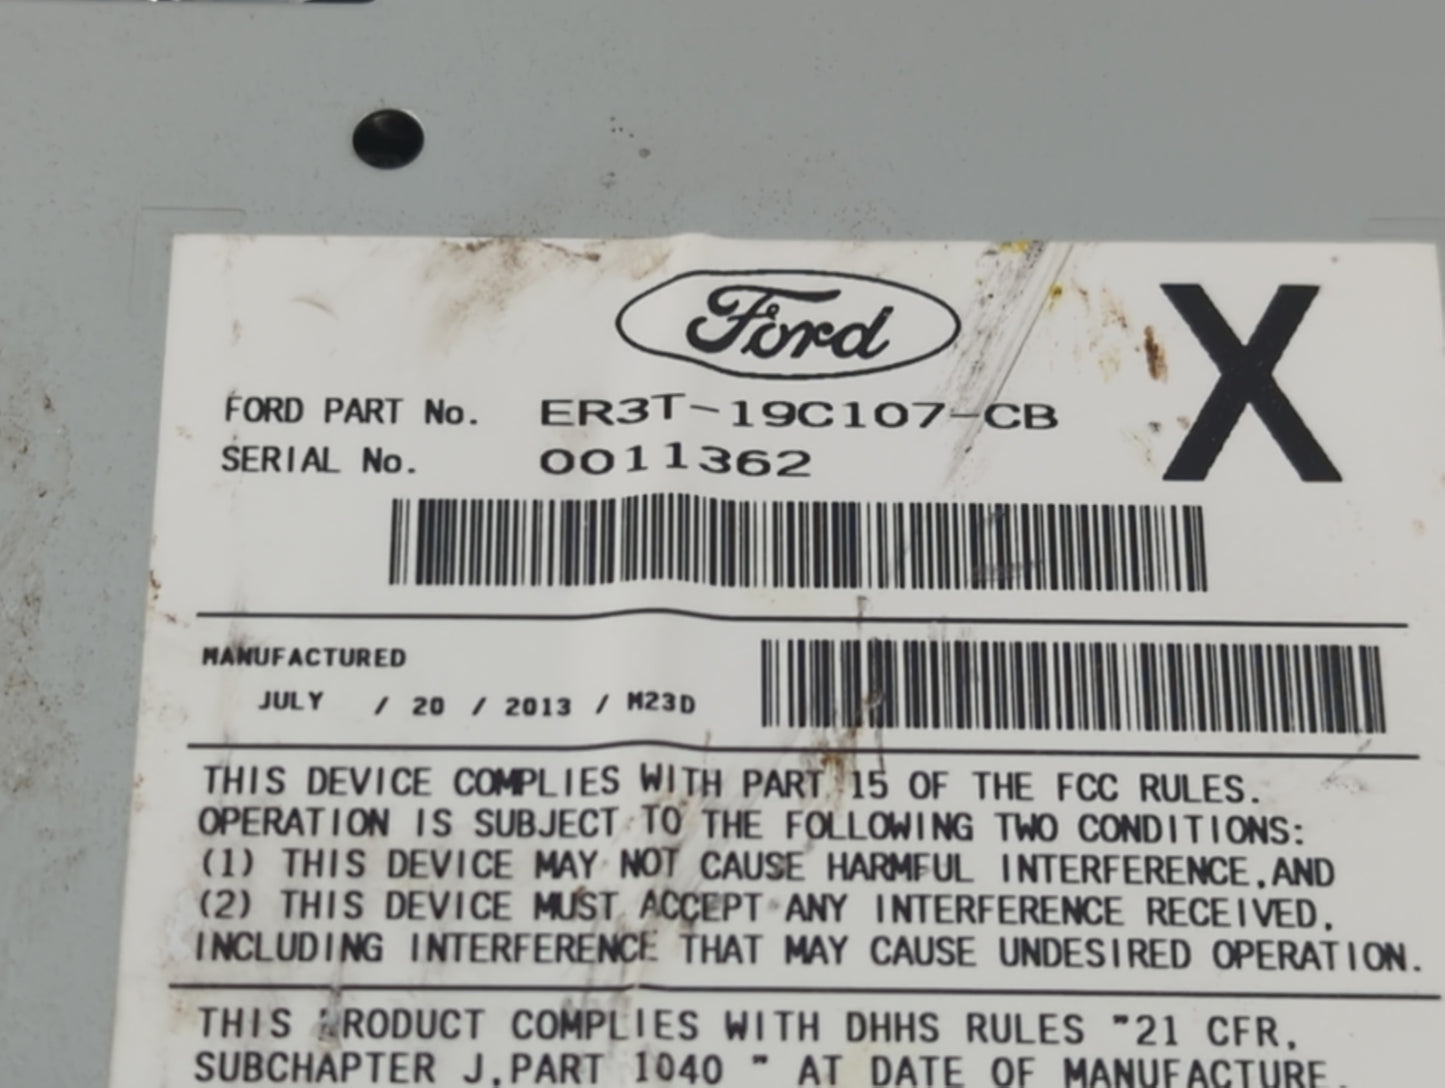 Ford
X
FORD PART No. ER3T-19C107-CB
SERIAL No. 0011362
MANUFACTURED
JULY / 20 / 2013 / M23D
THIS DEVICE COMPLIES WITH PART 15 OF THE FCC RULES.
OPERATION IS SUBJECT TO THE FOLLOWING TWO CONDITIONS:
(1) THIS DEVICE MAY NOT CAUSE HARMFUL INTERFERENCE,AND
(2) THIS DEVICE MUST ACCEPT ANY INTERFERENCE RECEIVED,
INCLUDING INTERFERENCE THAT MAY CAUSE UNDESIRED OPERATION.
THIS PRODUCT COMPLIES WITH DHHS RULES "21 CFR,
SUBCHAPTER J,PART 1040 " AT DATE OF MANUFACTURE.